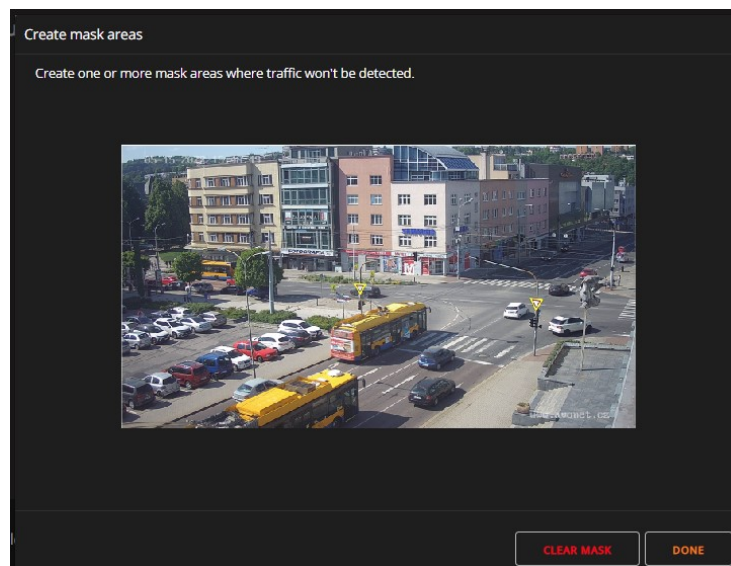 Create mask areas
Create one or more mask areas where traffic won't be detected.
CLEAR MASK
DONE